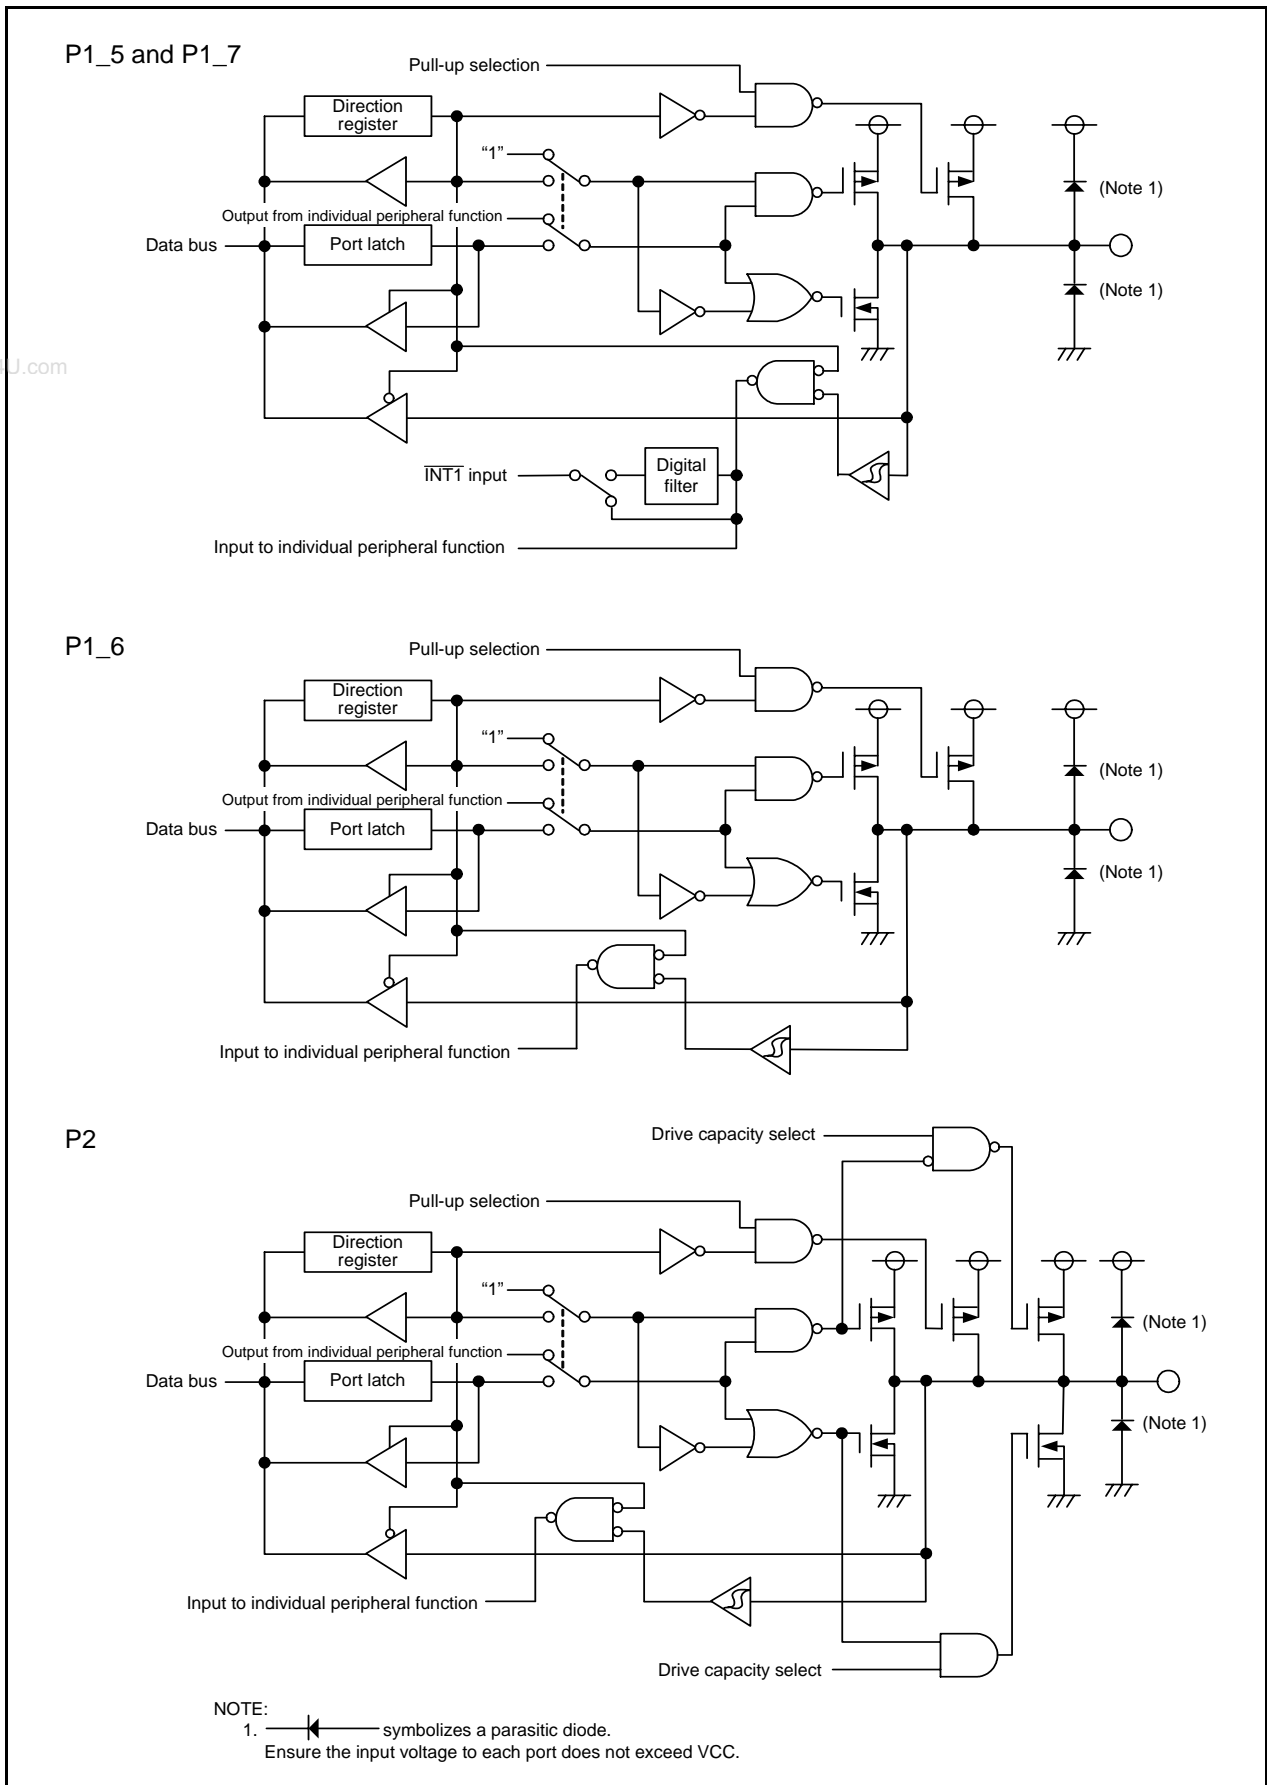 P1_5 and P1_7
Pull-up selection
Direction
register
“1”
(Note 1)
Output from individual peripheral function
Data bus
Port latch
(Note 1)
U.com
INT1 input
Digital
filter
Input to individual peripheral function
P1_6
Pull-up selection
Direction
register
“1”
(Note 1)
Output from individual peripheral function
Data bus
Port latch
(Note 1)
Input to individual peripheral function
P2
Drive capacity select
Pull-up selection
Direction
register
“1”
(Note 1)
Output from individual peripheral function
Data bus
Port latch
(Note 1)
Input to individual peripheral function
Drive capacity select
NOTE:
1. symbolizes a parasitic diode.
Ensure the input voltage to each port does not exceed VCC.